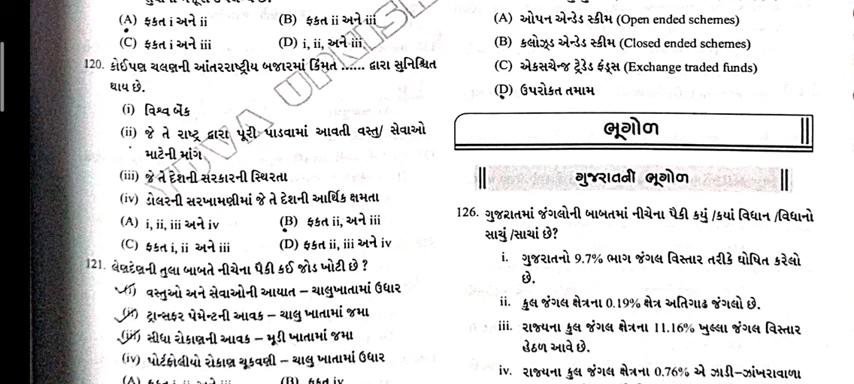 (A) ફક્ત i અને ii (B) ફક્ત ii અને iii
(C) ફક્ત i અને iii (D) i, ii, અને iii
120. કોઈપણ ચલણની આંતરરાષ્ટ્રીય બજારમાં કિંમત ...... દ્વારા સુનિશ્ચિત
થાય છે.
(i) વિશ્વ બેંક
(ii) જે તે રાષ્ટ્ર દ્વારા પૂરી પાડવામાં આવતી વસ્તુ/ સેવાઓ
માટેની માંગ
(iii) જે તે દેશની સરકારની સ્થિરતા
(iv) ડોલરની સરખામણીમાં જે તે દેશની આર્થિક ક્ષમતા
(A) i, ii, iii અને iv (B) ફક્ત ii, અને iii
(C) ફક્ત i, ii અને iii (D) ફક્ત ii, iii અને iv
121. લેણદેણની તુલા બાબતે નીચેના પૈકી કઈ જોડ ખોટી છે ?
(i) વસ્તુઓ અને સેવાઓની આયાત – ચાલુખાતામાં ઉધાર
(ii) ટ્રાન્સફર પેમેન્ટની આવક – ચાલુ ખાતામાં જમા
(iii) સીધા રોકાણની આવક – મૂડી ખાતામાં જમા
(iv) પોર્ટફોલીયો રોકાણ ચૂકવણી – ચાલુ ખાતામાં ઉધાર
(B) ફક્ત iv
YUVA UPNISH
(A) ઓપન એન્ડેડ સ્કીમ (Open ended schemes)
(B) ક્લોઝ્ડ એન્ડેડ સ્કીમ (Closed ended schemes)
(C) એક્સચેન્જ ટ્રેડેડ ફંડ્સ (Exchange traded funds)
(D) ઉપરોક્ત તમામ
ભૂગોળ
ગુજરાતની ભૂગોળ
126. ગુજરાતમાં જંગલોની બાબતમાં નીચેના પૈકી કયું /કયાં વિધાન /વિધાનો
સાચું /સાચાં છે?
i. ગુજરાતનો 9.7% ભાગ જંગલ વિસ્તાર તરીકે ઘોષિત કરેલો
છે.
ii. કુલ જંગલ ક્ષેત્રના 0.19% ક્ષેત્ર અતિગાઢ જંગલો છે.
iii. રાજ્યના કુલ જંગલ ક્ષેત્રના 11.16% ખુલ્લા જંગલ વિસ્તાર
હેઠળ આવે છે.
iv. રાજ્યના કુલ જંગલ ક્ષેત્રના 0.76% એ ઝાડી-ઝાંખરાવાળા